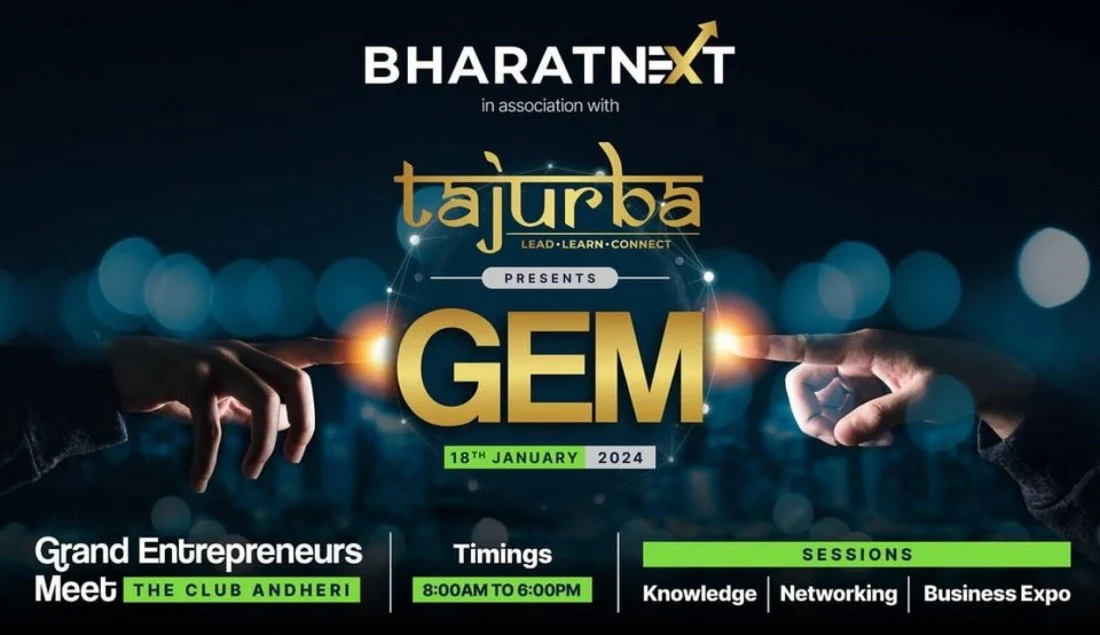 BHARATNEXT
in association with
tajurba
LEAD • LEARN • CONNECT
PRESENTS
GEM
18TH JANUARY 2024
Grand Entrepreneurs
Meet THE CLUB ANDHERI
Timings
8:00AM TO 6:00PM
SESSIONS
Knowledge | Networking | Business Expo